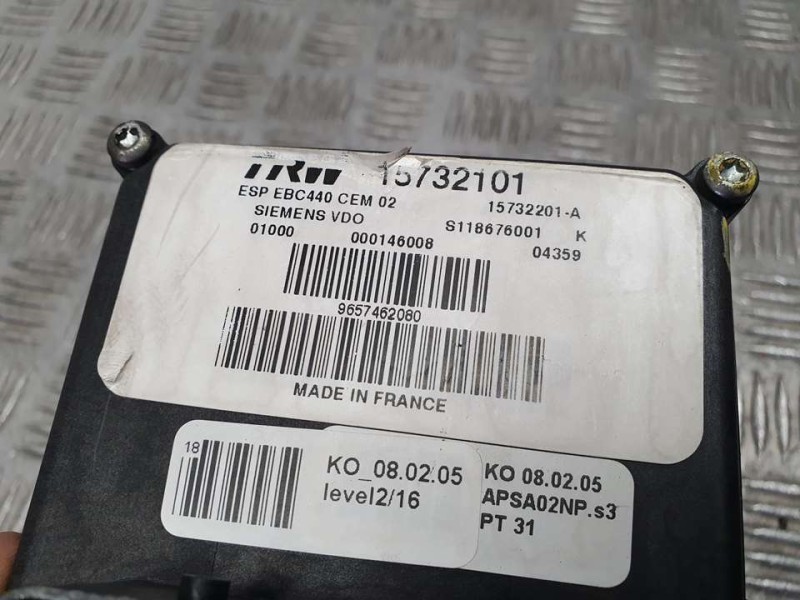 TRW 15732101
ESP EBC440 CEM 02 15732201-A
SIEMENS VDO S118676001 K
01000 000146008 04359
9657462080
MADE IN FRANCE
18
KO_08.02.05
level2/16
KO 08.02.05
APSA02NP.s3
PT 31